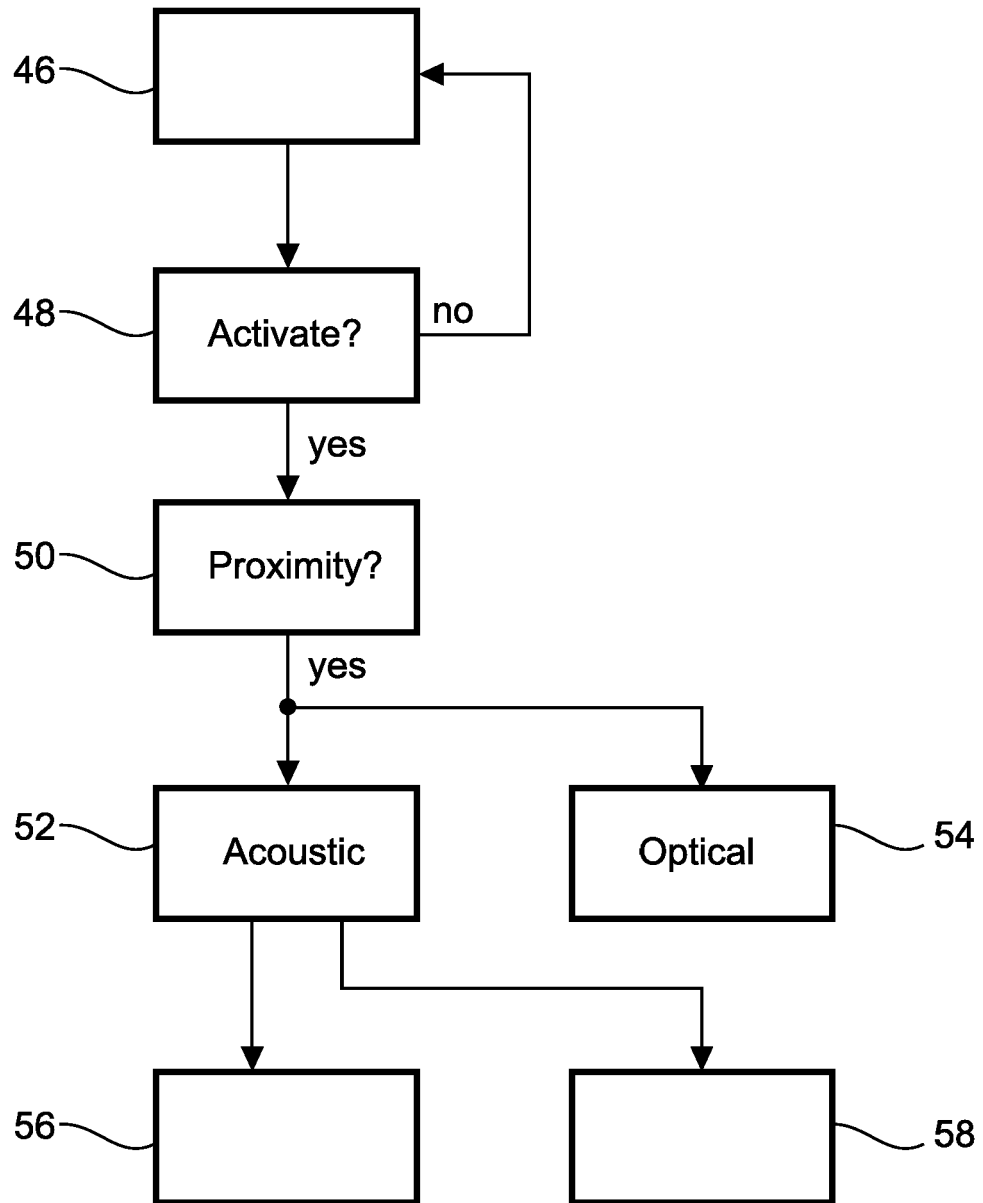 46
48
Activate?
no
yes
50
Proximity?
yes
52
Acoustic
Optical
54
56
58